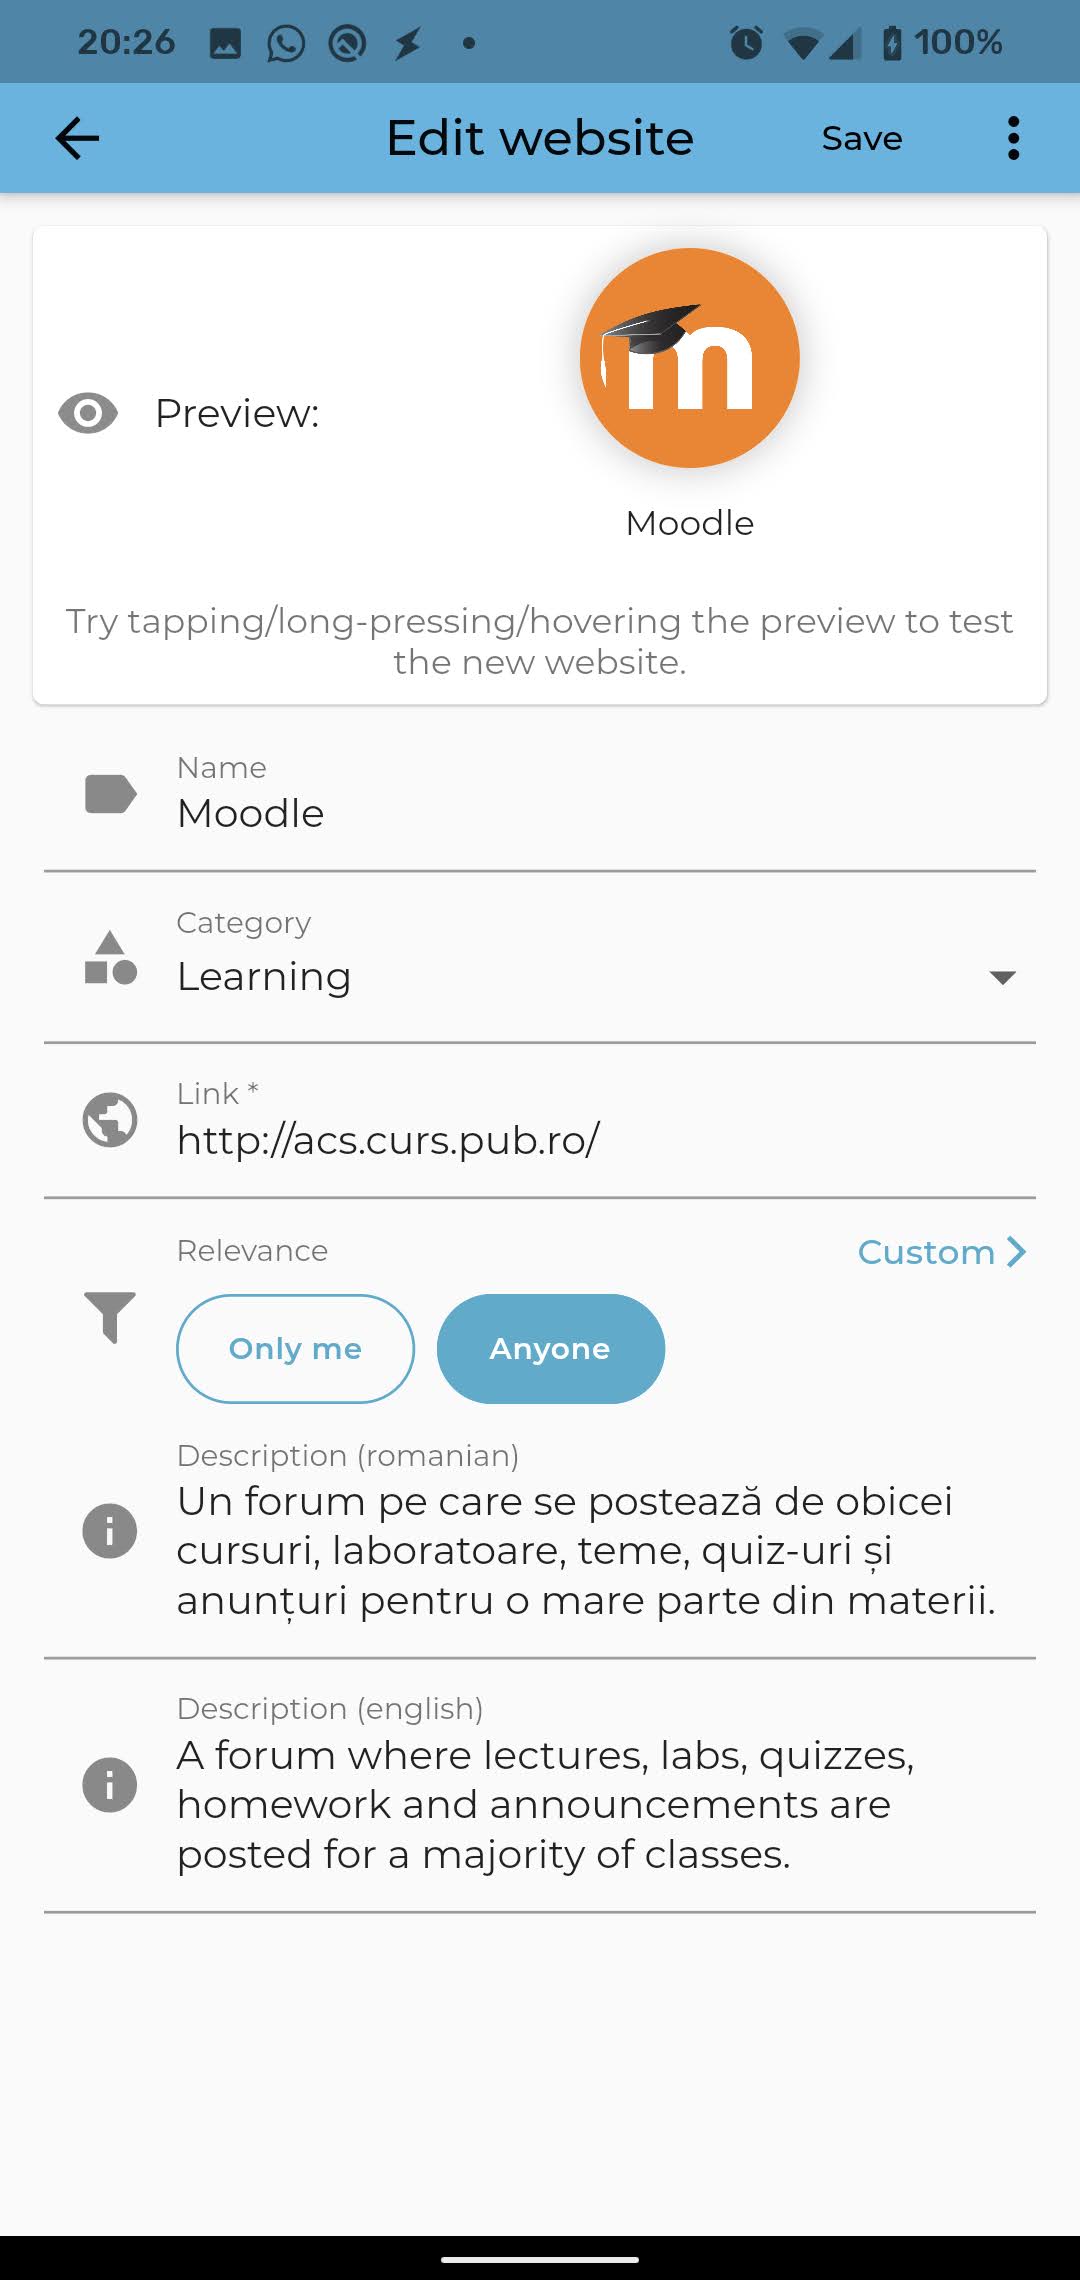 20:26
100%
Edit website
Save
Preview:
m
Moodle
Try tapping/long-pressing/hovering the preview to test
the new website.
Name
Moodle
Category
Learning
Link *
http://acs.curs.pub.ro/
Relevance
Custom
Only me
Anyone
Description (romanian)
Un forum pe care se postează de obicei
cursuri, laboratoare, teme, quiz-uri și
anunțuri pentru o mare parte din materii.
Description (english)
A forum where lectures, labs, quizzes,
homework and announcements are
posted for a majority of classes.